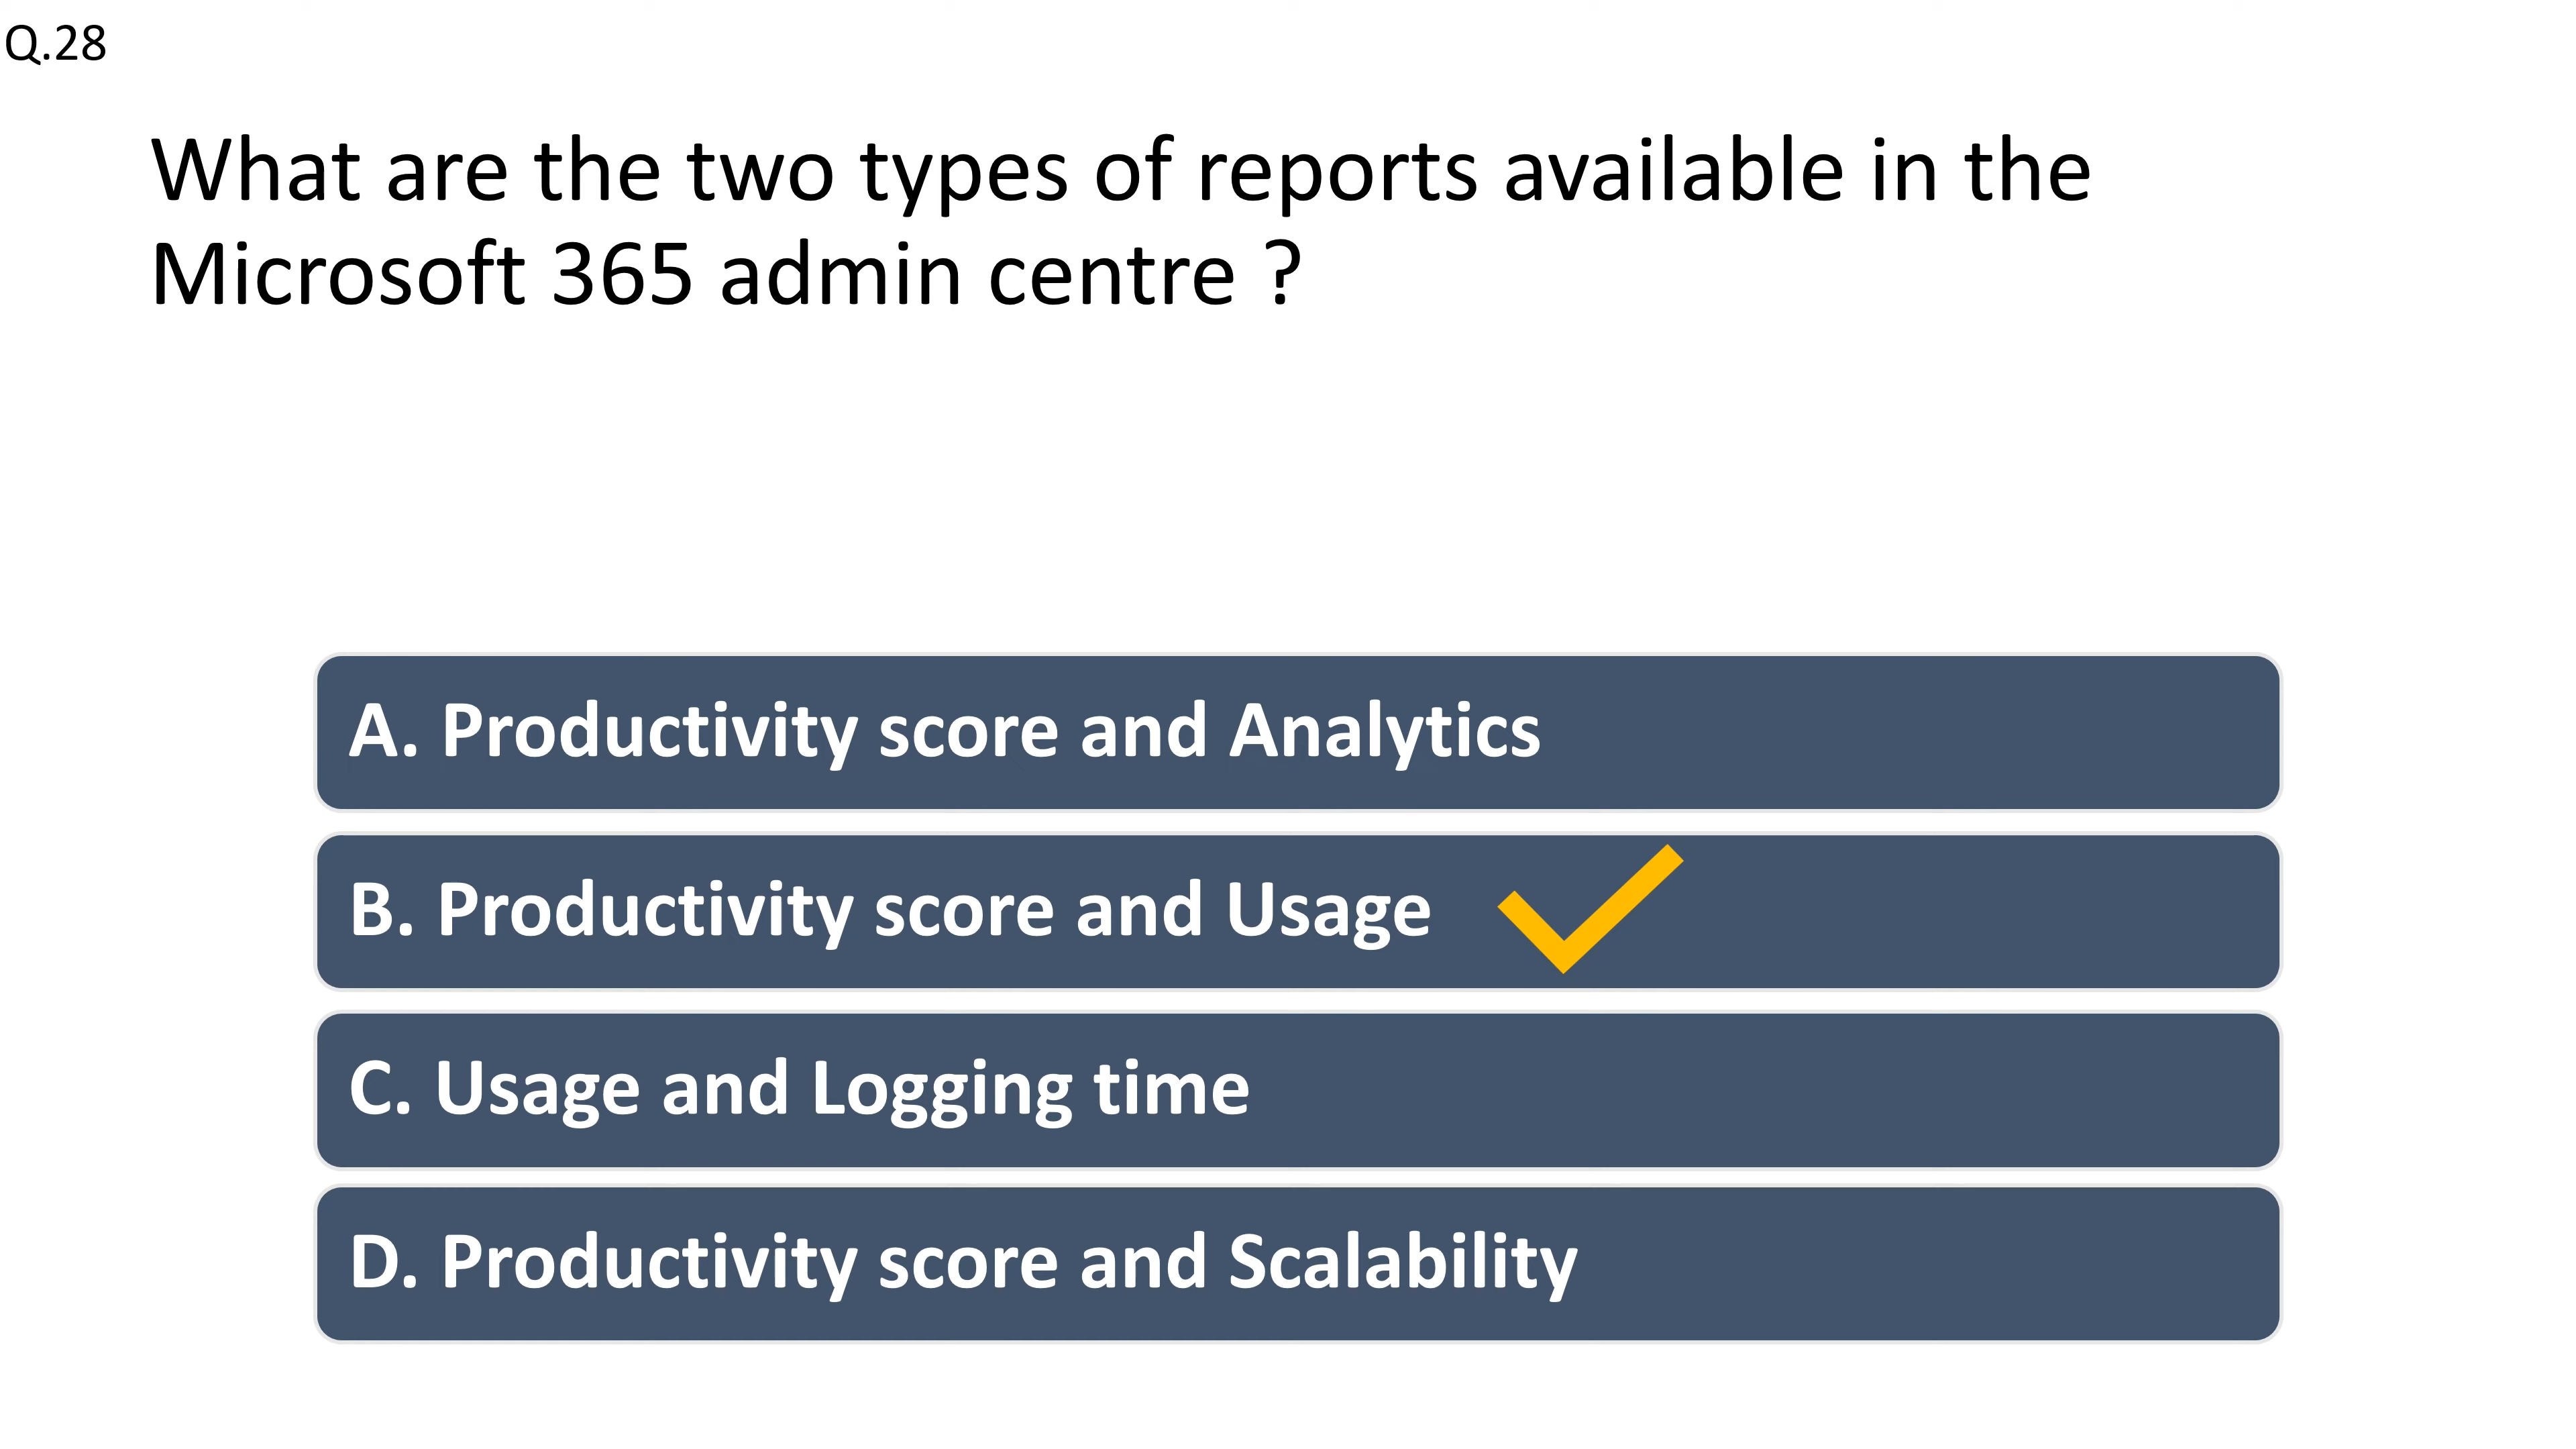 Q.28
What are the two types of reports available in the
Microsoft 365 admin centre ?
A. Productivity score and Analytics
B. Productivity score and Usage
C. Usage and Logging time
D. Productivity score and Scalability